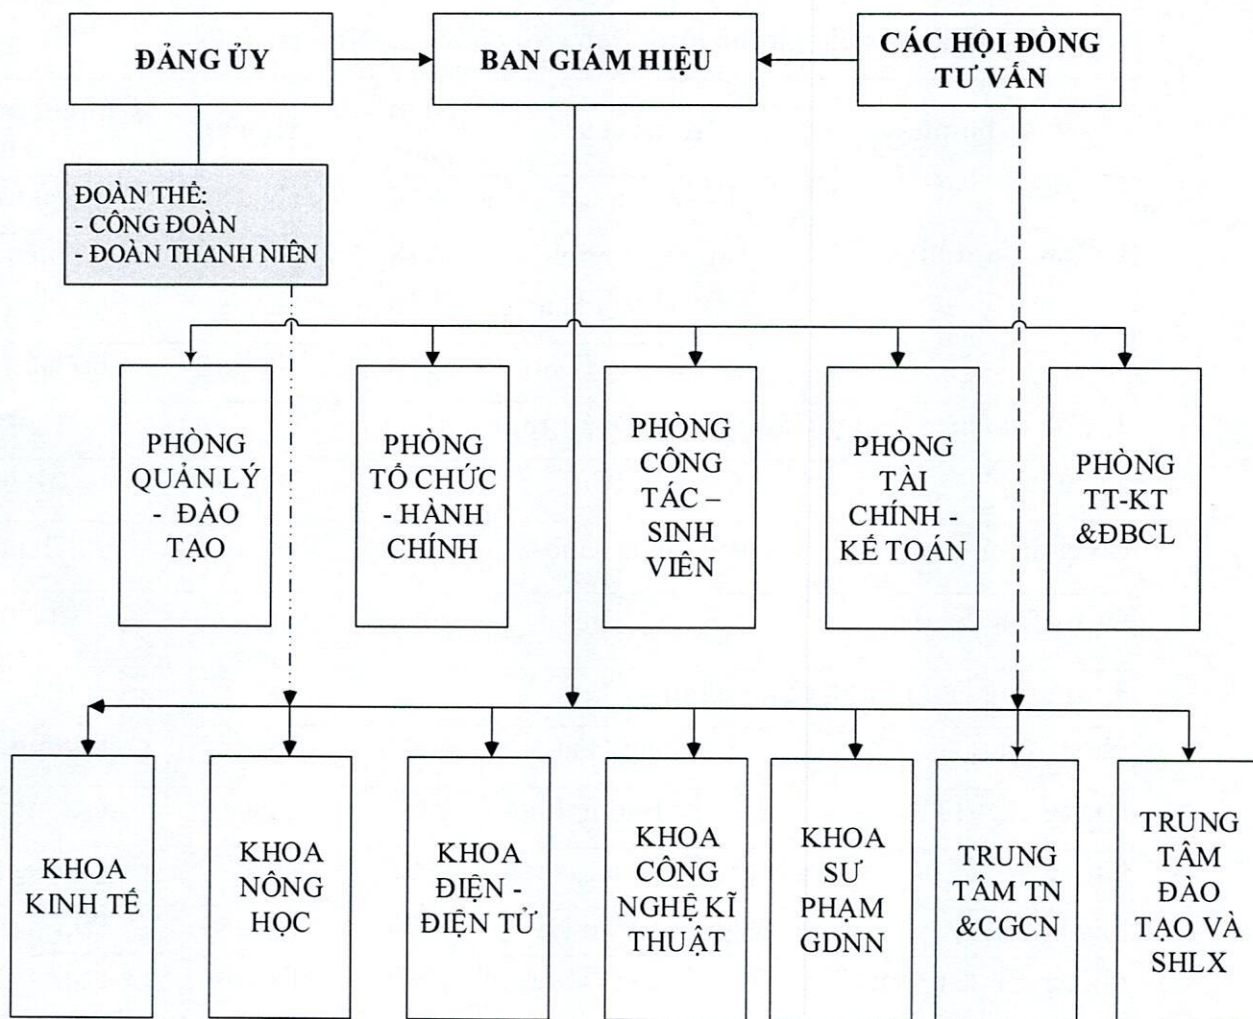 ĐẢNG ỦY
BAN GIÁM HIỆU
CÁC HỘI ĐỒNG
TƯ VẤN
ĐOÀN THỂ:
- CÔNG ĐOÀN
- ĐOÀN THANH NIÊN
PHÒNG
QUẢN LÝ
- ĐÀO
TẠO
PHÒNG
TỔ CHỨC
- HÀNH
CHÍNH
PHÒNG
CÔNG
TÁC –
SINH
VIÊN
PHÒNG
TÀI
CHÍNH -
KẾ TOÁN
PHÒNG
TT-KT
&ĐBCL
KHOA
KINH TẾ
KHOA
NÔNG
HỌC
KHOA
ĐIỆN -
ĐIỆN TỬ
KHOA
CÔNG
NGHỆ KĨ
THUẬT
KHOA
SƯ
PHẠM
GDNN
TRUNG
TÂM TN
&CGCN
TRUNG
TÂM
ĐÀO
TẠO VÀ
SHLX